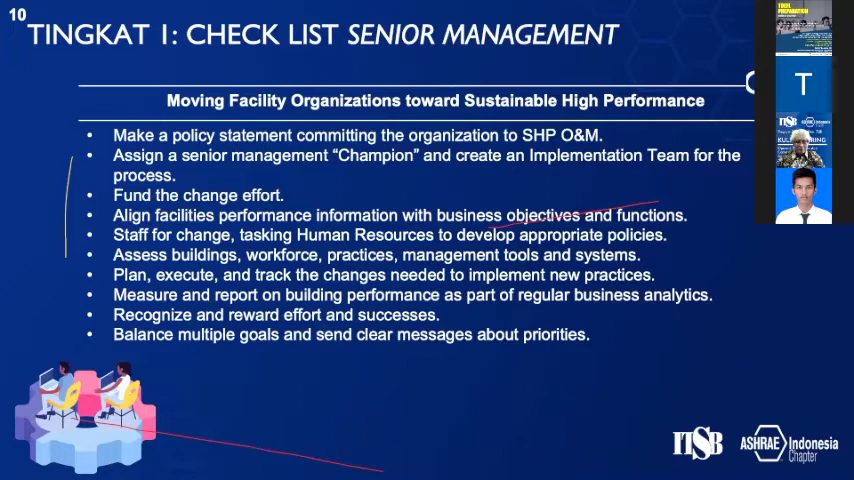 10
TINGKAT 1: CHECK LIST SENIOR MANAGEMENT
Moving Facility Organizations toward Sustainable High Performance
• Make a policy statement committing the organization to SHP O&M.
• Assign a senior management “Champion” and create an Implementation Team for the
process.
• Fund the change effort.
• Align facilities performance information with business objectives and functions.
• Staff for change, tasking Human Resources to develop appropriate policies.
• Assess buildings, workforce, practices, management tools and systems.
• Plan, execute, and track the changes needed to implement new practices.
• Measure and report on building performance as part of regular business analytics.
• Recognize and reward effort and successes.
• Balance multiple goals and send clear messages about priorities.
TOEFL
PREPARATION
T
ITSB
ITSB
ASHRAE Indonesia
Chapter